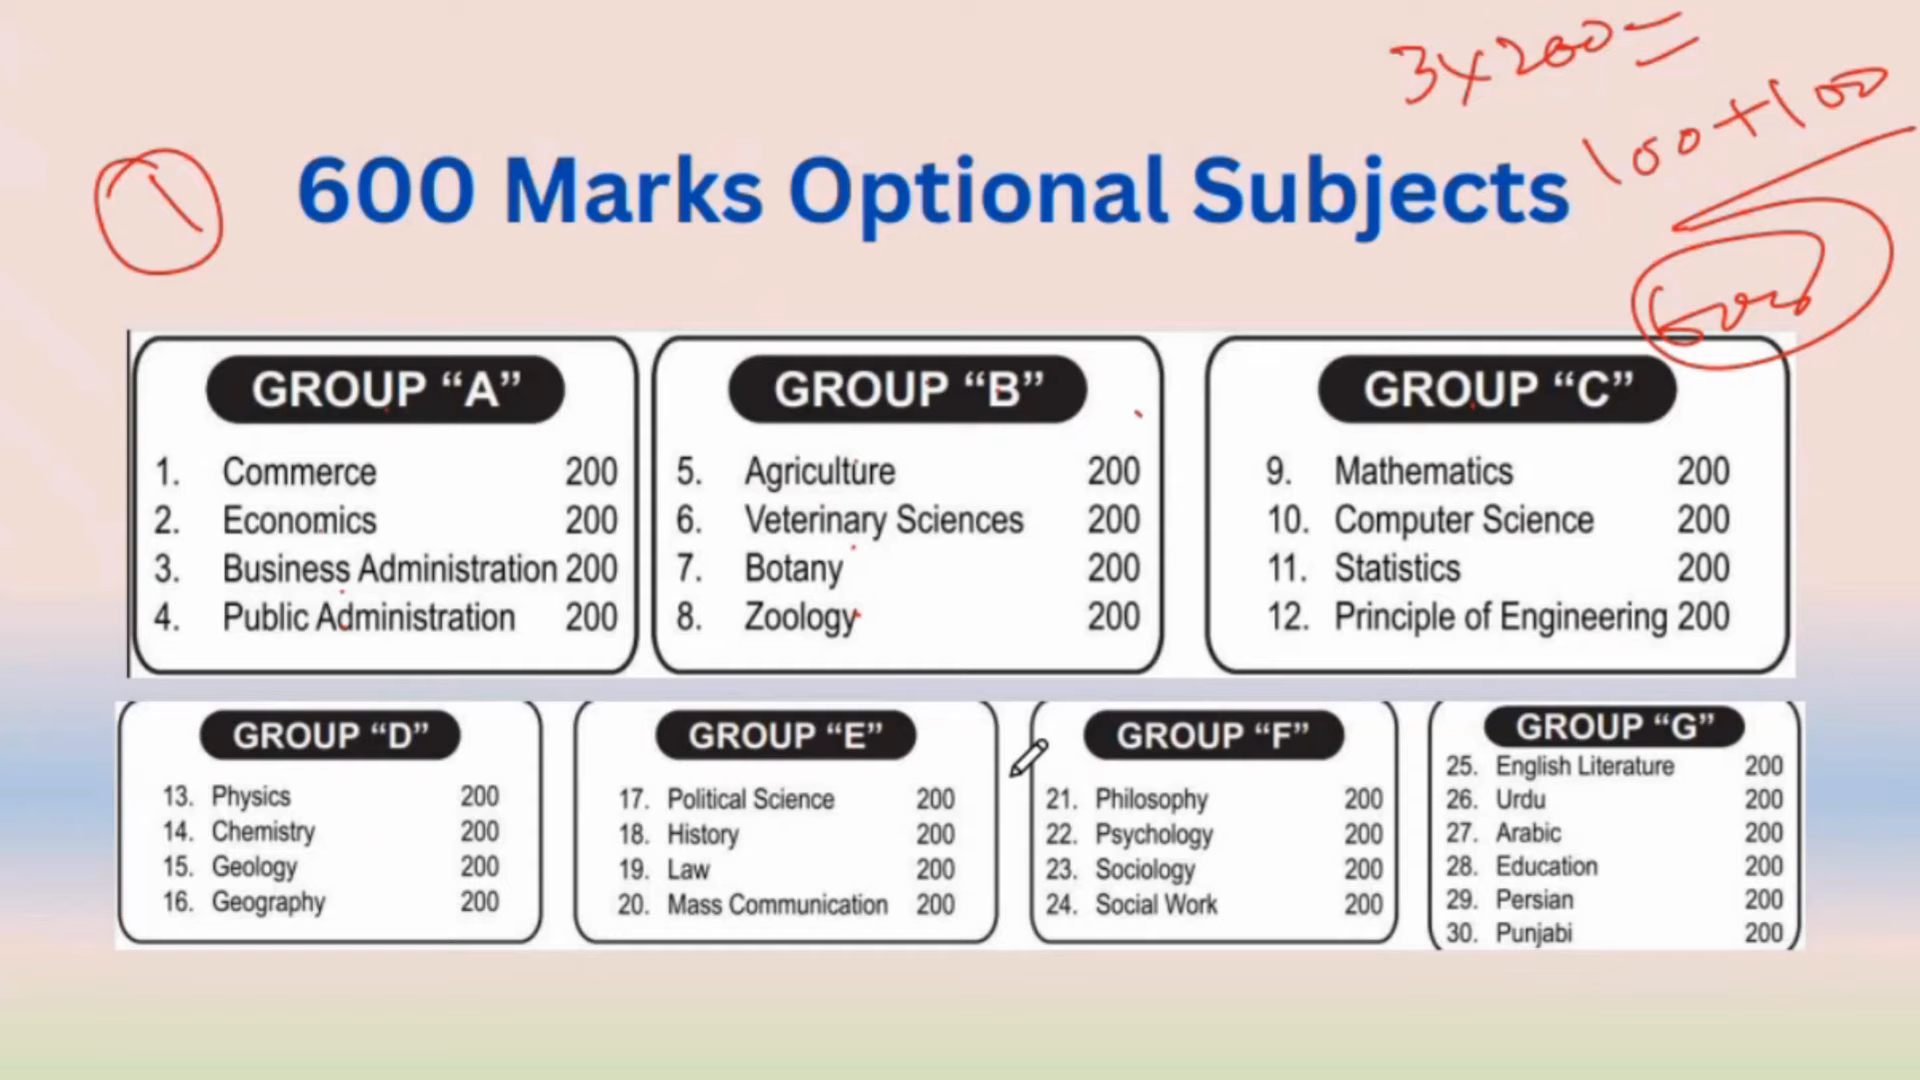 3x200=
100+100
1
600 Marks Optional Subjects
600
GROUP “A”
1. Commerce 200
2. Economics 200
3. Business Administration 200
4. Public Administration 200
GROUP “B”
5. Agriculture 200
6. Veterinary Sciences 200
7. Botany 200
8. Zoology 200
GROUP “C”
9. Mathematics 200
10. Computer Science 200
11. Statistics 200
12. Principle of Engineering 200
GROUP “D”
13. Physics 200
14. Chemistry 200
15. Geology 200
16. Geography 200
GROUP “E”
17. Political Science 200
18. History 200
19. Law 200
20. Mass Communication 200
GROUP “F”
21. Philosophy 200
22. Psychology 200
23. Sociology 200
24. Social Work 200
GROUP “G”
25. English Literature 200
26. Urdu 200
27. Arabic 200
28. Education 200
29. Persian 200
30. Punjabi 200